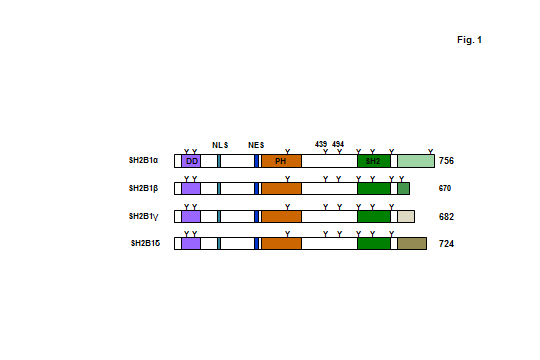 Fig. 1
NLS NES 439 494
Y Y Y Y Y Y Y Y Y
SH2B1α DD PH SH2 756
Y Y Y Y Y Y Y Y Y Y
SH2B1β 670
Y Y Y Y Y Y Y Y
SH2B1γ 682
Y Y Y Y Y Y Y Y
SH2B1δ 724